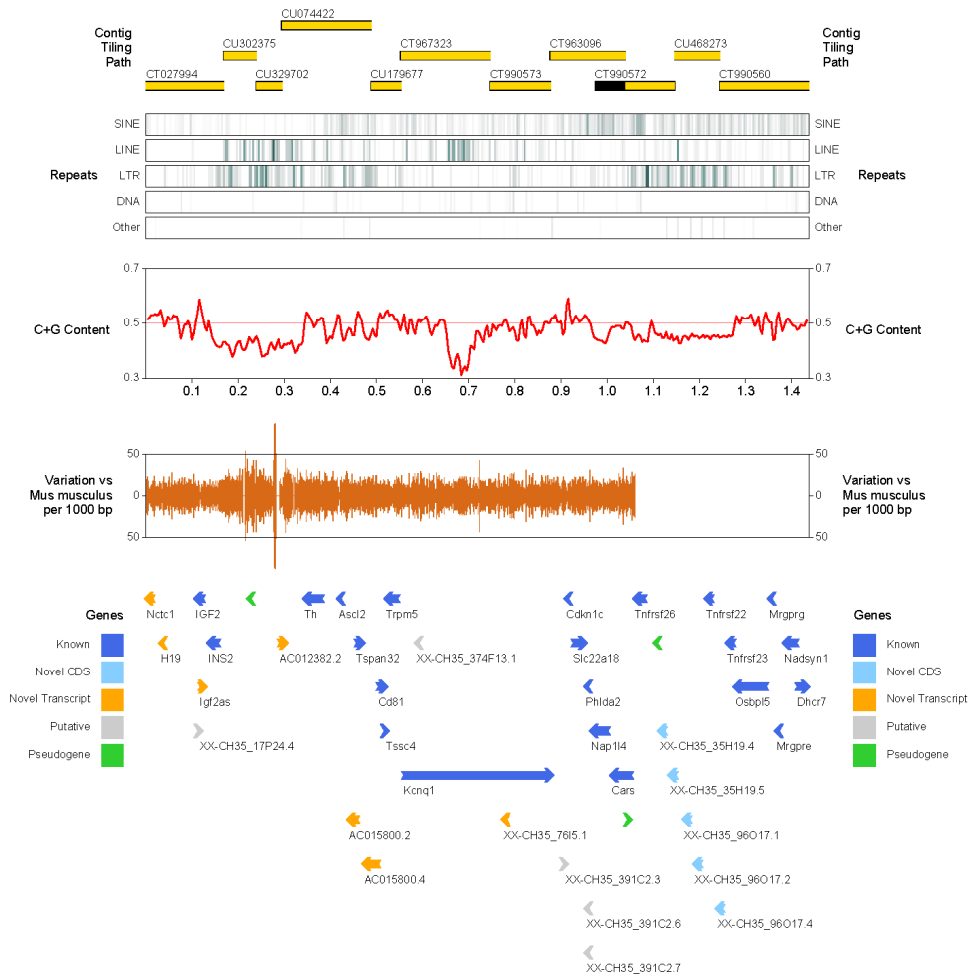 CU074422
Contig
Tiling
Path
CU302375
CT967323
CT963096
CU468273
Contig
Tiling
Path
CT027994
CU329702
CU179677
CT990573
CT990572
CT990560
SINE
SINE
LINE
LINE
Repeats
LTR
LTR
Repeats
DNA
DNA
Other
Other
0.7
0.7
C+G Content
0.5
0.5
C+G Content
0.3
0.3
0.1 0.2 0.3 0.4 0.5 0.6 0.7 0.8 0.9 1.0 1.1 1.2 1.3 1.4
50
50
Variation vs
Mus musculus
per 1000 bp
0
0
Variation vs
Mus musculus
per 1000 bp
50
50
Genes
Nctc1
IGF2
Th
Ascl2
Trpm5
Cdkn1c
Tnfrsf26
Tnfrsf22
Mrgprg
Genes
Known
H19
INS2
AC012382.2
Tspan32
XX-CH35_374F13.1
Slc22a18
Tnfrsf23
Nadsyn1
Known
Novel CDG
Novel CDG
Novel Transcript
Igf2as
Cd81
Phlda2
Osbpl5
Dhcr7
Novel Transcript
Putative
XX-CH35_17P24.4
Tssc4
Nap1l4
XX-CH35_35H19.4
Mrgpre
Putative
Pseudogene
Pseudogene
Kcnq1
Cars
XX-CH35_35H19.5
AC015800.2
XX-CH35_76I5.1
XX-CH35_96O17.1
AC015800.4
XX-CH35_391C2.3
XX-CH35_96O17.2
XX-CH35_391C2.6
XX-CH35_96O17.4
XX-CH35_391C2.7